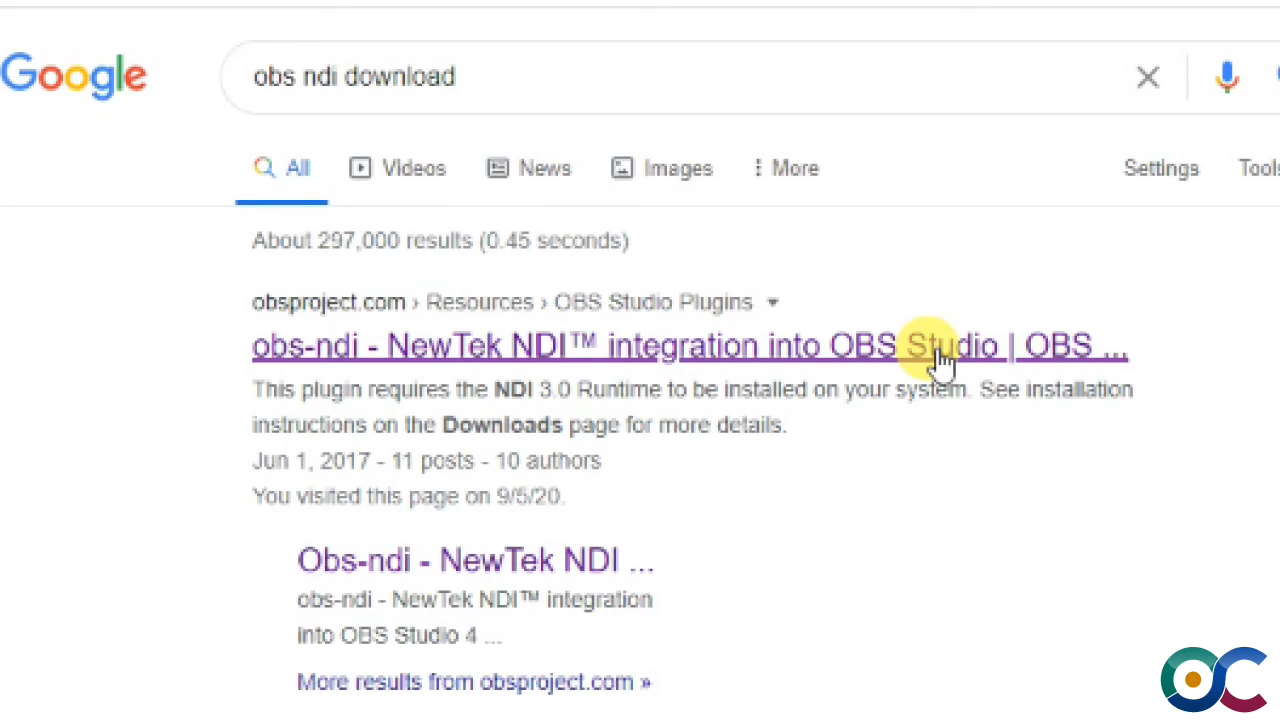 Google
obs ndi download
All Videos News Images More Settings Tools
About 297,000 results (0.45 seconds)
obsproject.com › Resources › OBS Studio Plugins
obs-ndi - NewTek NDI™ integration into OBS Studio | OBS ...
This plugin requires the NDI 3.0 Runtime to be installed on your system. See installation
instructions on the Downloads page for more details.
Jun 1, 2017 - 11 posts - 10 authors
You visited this page on 9/5/20.
Obs-ndi - NewTek NDI ...
obs-ndi - NewTek NDI™ integration
into OBS Studio 4 ...
More results from obsproject.com »
OC